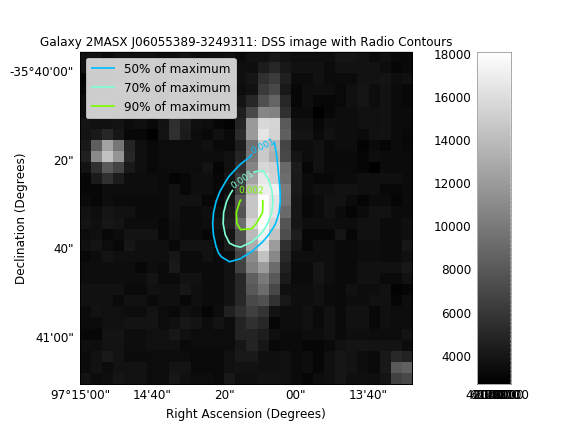 Galaxy 2MASX J06055389-3249311: DSS image with Radio Contours
50% of maximum
70% of maximum
90% of maximum
0.001
0.001
-35°40'00"
20"
40"
41'00"
Declination (Degrees)
97°15'00" 14'40" 20" 00" 13'40"
Right Ascension (Degrees)
18000
16000
14000
12000
10000
8000
6000
4000